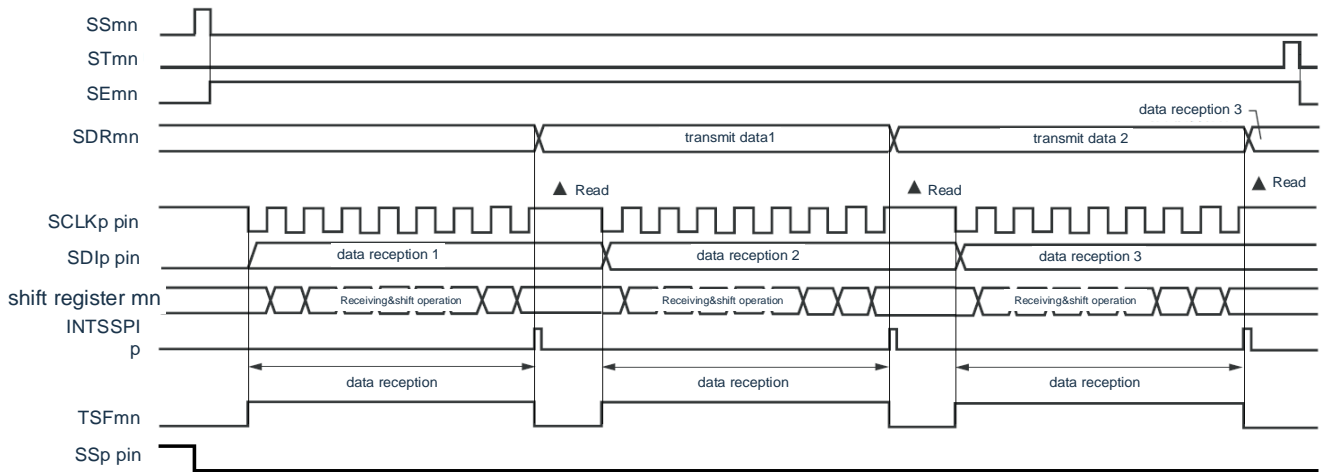 SSmn
STmn
SEmn
data reception 3
SDRmn
transmit data1
transmit data 2
Read
Read
Read
SCLKp pin
SDIp pin
data reception 1
data reception 2
data reception 3
shift register mn
Receiving&shift operation
Receiving&shift operation
Receiving&shift operation
INTSSPI
p
data reception
data reception
data reception
TSFmn
SSp pin